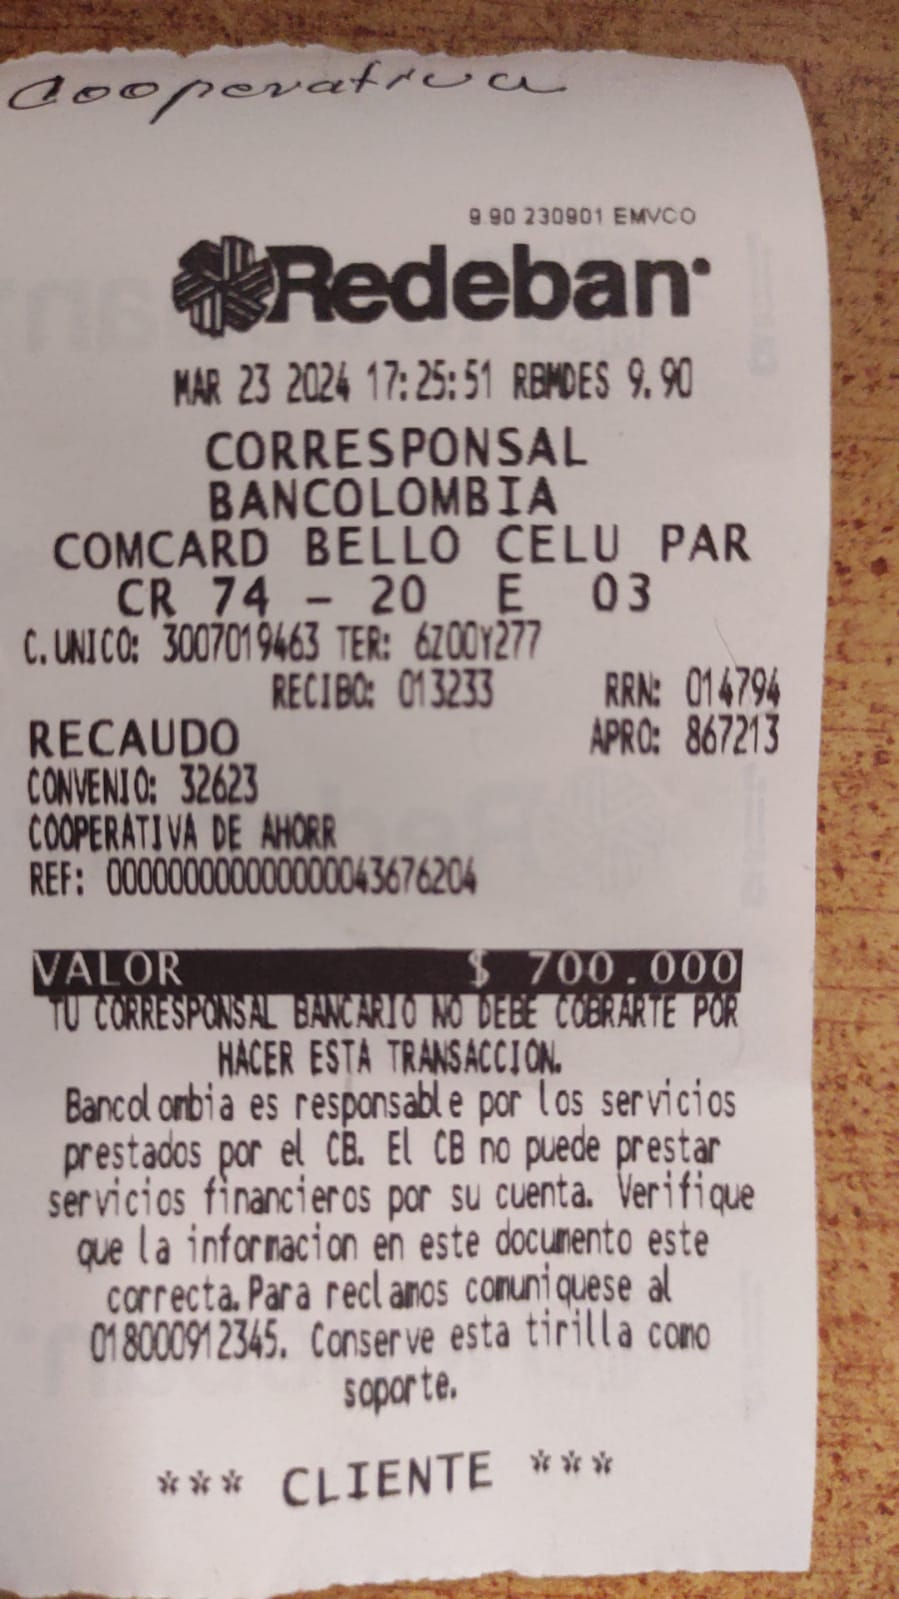 Cooperativa
9.90 230901 EMVCO
Redeban
MAR 23 2024 17:25:51 RBMDES 9.90
CORRESPONSAL
BANCOLOMBIA
COMCARD BELLO CELU PAR
CR 74 - 20 E 03
C.UNICO: 3007019463 TER: 6Z00Y277
RECIBO: 013233 RRN: 014794
RECAUDO APRO: 867213
CONVENIO: 32623
COOPERATIVA DE AHORR
REF: 0000000000000000043676204
VALOR $ 700.000
TU CORRESPONSAL BANCARIO NO DEBE COBRARTE POR
HACER ESTA TRANSACCION.
Bancolombia es responsable por los servicios
prestados por el CB. El CB no puede prestar
servicios financieros por su cuenta. Verifique
que la informacion en este documento este
correcta.Para reclamos comuniquese al
018000912345. Conserve esta tirilla como
soporte.
*** CLIENTE ***